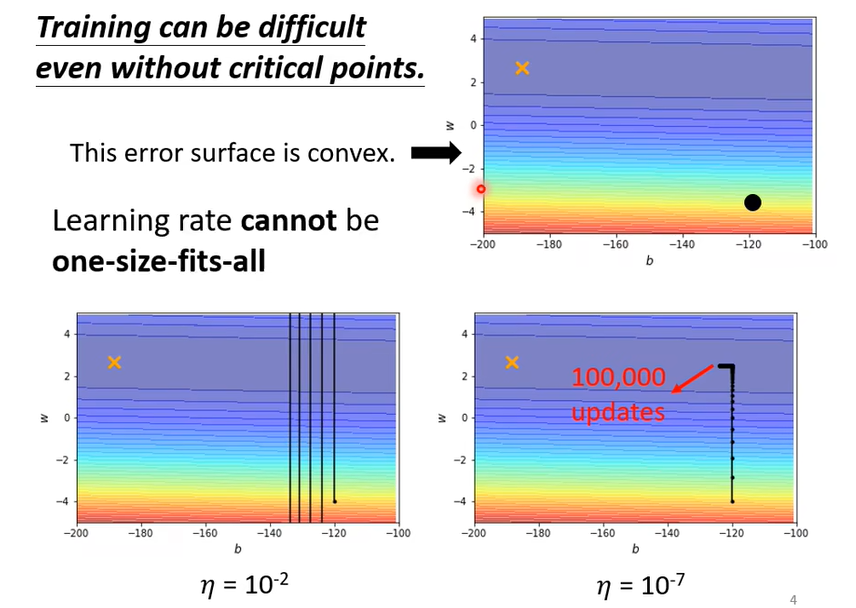 Training can be difficult
even without critical points.
This error surface is convex.
Learning rate cannot be
one-size-fits-all
4
2
0
−2
−4
w
−200
−180
−160
−140
−120
−100
b
4
2
0
−2
−4
w
−200
−180
−160
−140
−120
−100
b
η = 10-2
4
2
0
−2
−4
w
100,000
updates
−200
−180
−160
−140
−120
−100
b
η = 10-7
4